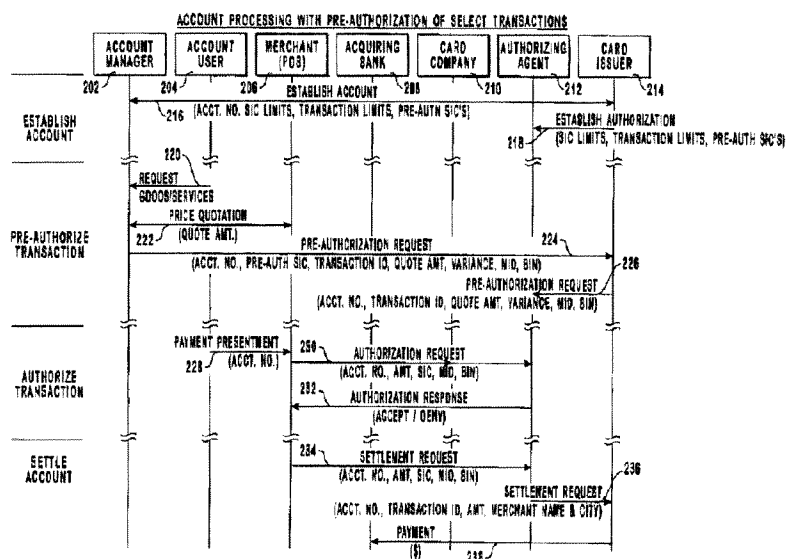 ACCOUNT PROCESSING WITH PRE-AUTHORIZATION OF SELECT TRANSACTIONS
ACCOUNT MANAGER
ACCOUNT USER
MERCHANT (POS)
ACQUIRING BANK
CARD COMPANY
AUTHORIZING AGENT
CARD ISSUER
202
204
206
208
210
212
214
ESTABLISH ACCOUNT
216
(ACCT. NO. SIC LIMITS, TRANSACTION LIMITS, PRE-AUTH SIC'S)
ESTABLISH ACCOUNT
ESTABLISH AUTHORIZATION
218
(SIC LIMITS, TRANSACTION LIMITS, PRE-AUTH SIC'S)
220
REQUEST
GOODS/SERVICES
PRICE QUOTATION
222
(QUOTE AMT.)
PRE-AUTHORIZE TRANSACTION
PRE-AUTHORIZATION REQUEST
224
(ACCT. NO., PRE-AUTH SIC, TRANSACTION ID, QUOTE AMT, VARIANCE, MID, BIN)
PRE-AUTHORIZATION REQUEST
226
(ACCT. NO., TRANSACTION ID, QUOTE AMT, VARIANCE, MID, BIN)
PAYMENT PRESENTMENT
228
(ACCT. NO.)
230
AUTHORIZATION REQUEST
(ACCT. NO., AMT, SIC, MID, BIN)
AUTHORIZE TRANSACTION
232
AUTHORIZATION RESPONSE
(ACCEPT / DENY)
SETTLE ACCOUNT
234
SETTLEMENT REQUEST
(ACCT. NO., AMT, SIC, MID, BIN)
236
SETTLEMENT REQUEST
(ACCT. NO., TRANSACTION ID, AMT, MERCHANT NAME & CITY)
PAYMENT
($)
238